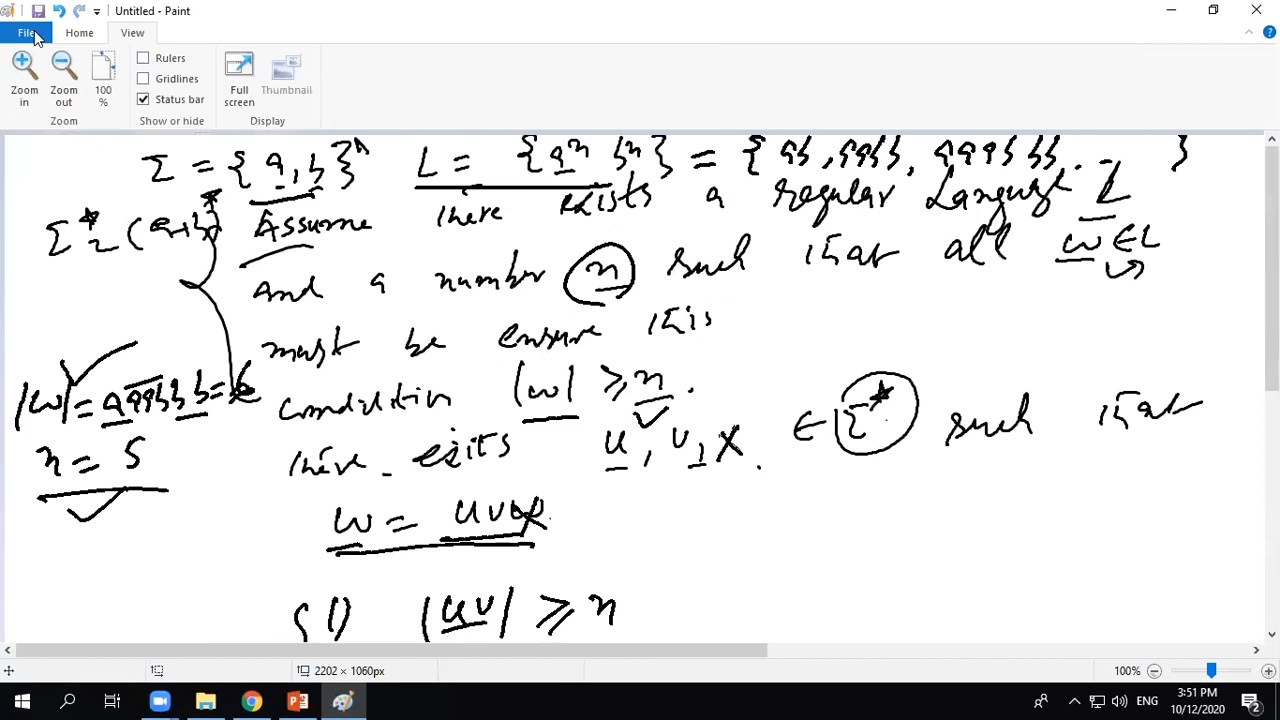 Untitled - Paint
File Home View
Zoom in
Zoom out
100 %
Rulers
Gridlines
Status bar
Full screen
Thumbnail
Zoom
Show or hide
Display
Σ = {a, b} L = {aⁿ bⁿ} = {ab, aabb, aaabbb. - }
Σ* = (a+b)* Assume there exists a regular Language L
and a number n such that all w ∈ L
must be ensure this
|w| = aaabbb = 6
condition |w| ≥ n.
n = 5
there exits u, v, x. ∈ Σ* such that
w = uvx
(1) |uv| ≥ n
2202 × 1060px
100%
ENG
3:51 PM
10/12/2020
2